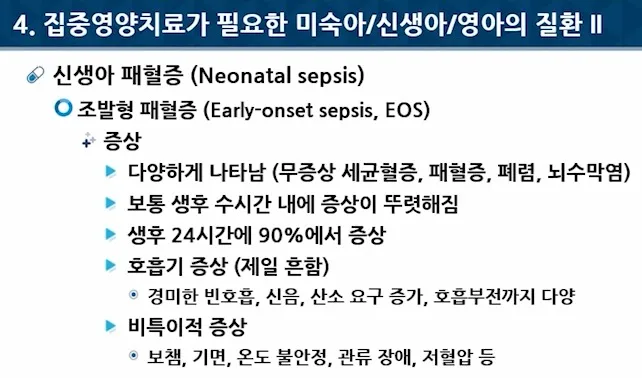 4. 집중영양치료가 필요한 미숙아/신생아/영아의 질환 II
신생아 패혈증 (Neonatal sepsis)
조발형 패혈증 (Early-onset sepsis, EOS)
증상
다양하게 나타남 (무증상 세균혈증, 패혈증, 폐렴, 뇌수막염)
보통 생후 수시간 내에 증상이 뚜렷해짐
생후 24시간에 90%에서 증상
호흡기 증상 (제일 흔함)
경미한 빈호흡, 신음, 산소 요구 증가, 호흡부전까지 다양
비특이적 증상
보챔, 기면, 온도 불안정, 관류 장애, 저혈압 등